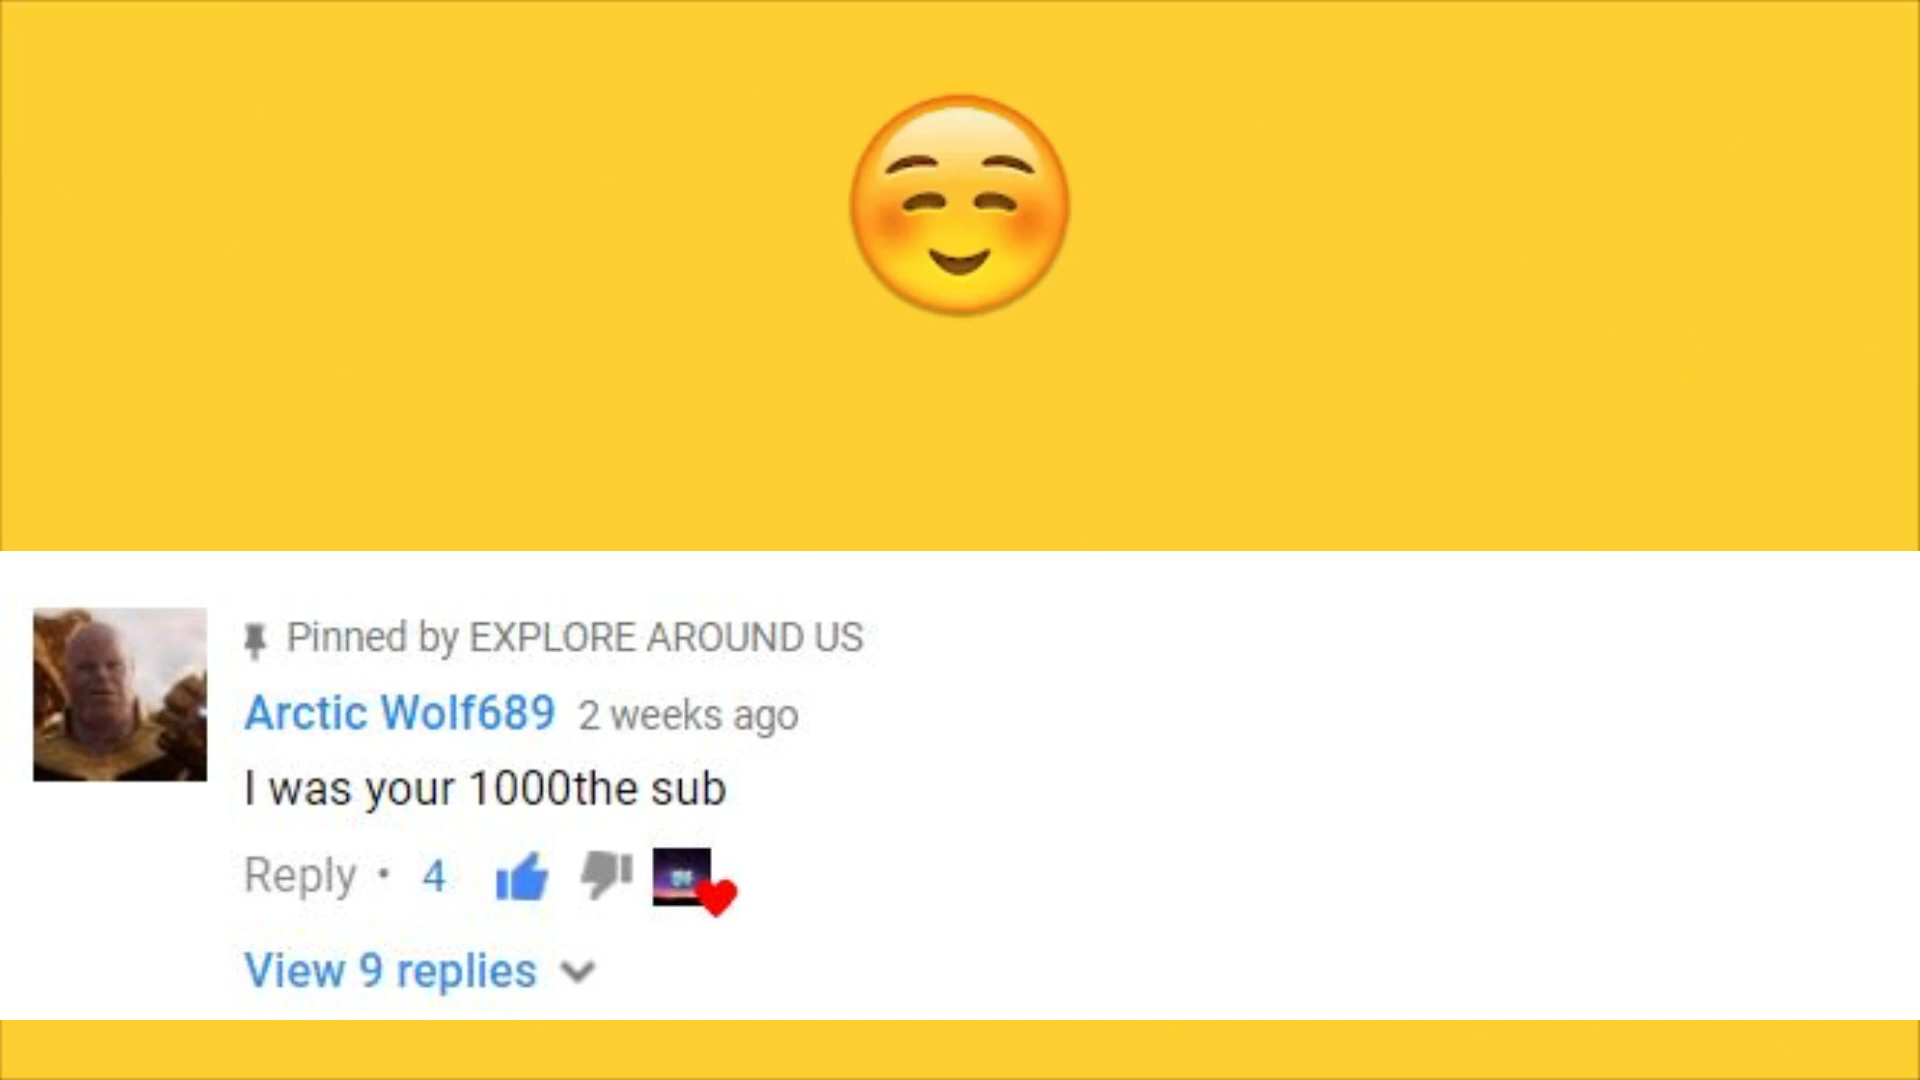 Pinned by EXPLORE AROUND US
Arctic Wolf689 2 weeks ago
I was your 1000the sub
Reply • 4
View 9 replies